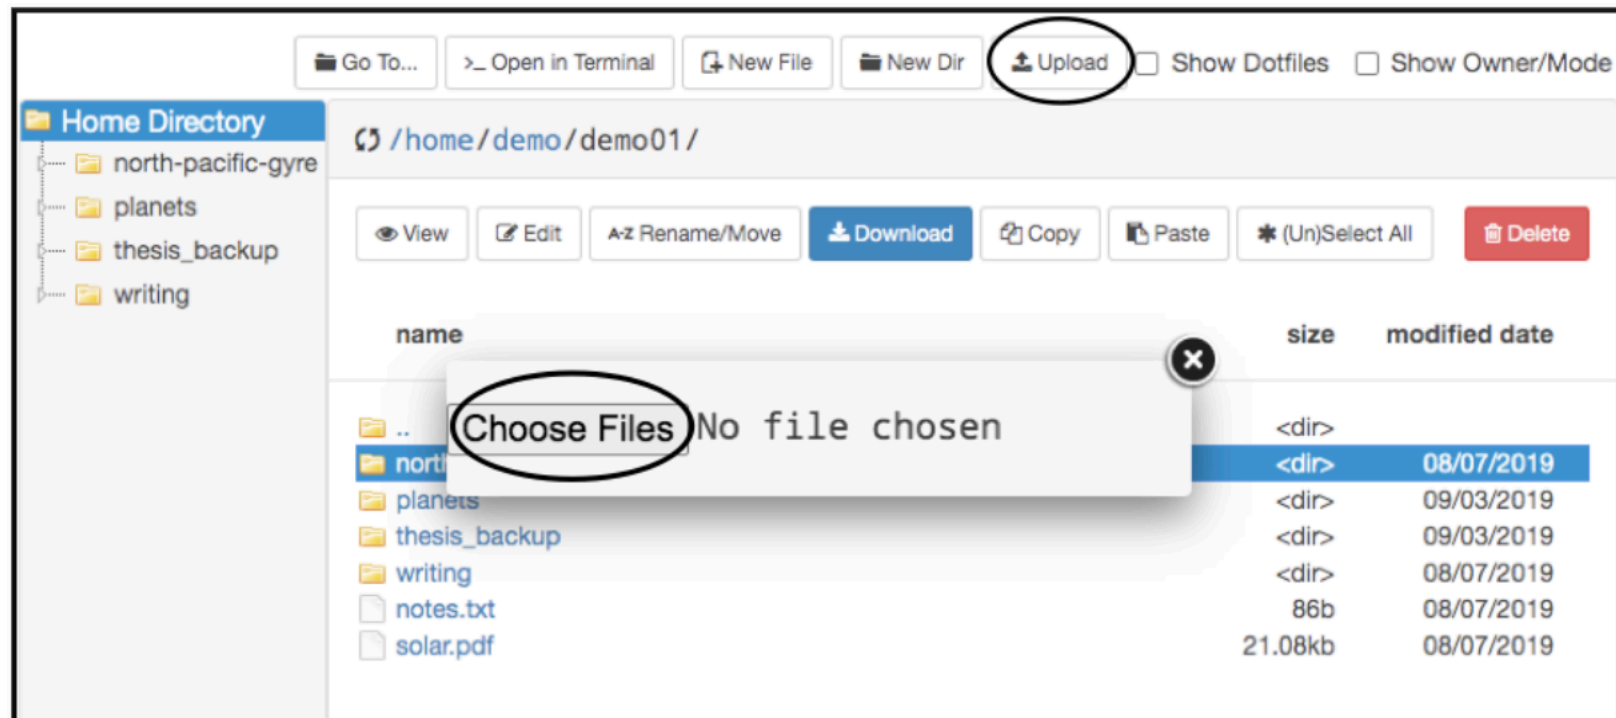 Go To... >_ Open in Terminal New File New Dir Upload Show Dotfiles Show Owner/Mode
Home Directory
north-pacific-gyre
planets
thesis_backup
writing
/home/demo/demo01/
View Edit A-Z Rename/Move Download Copy Paste (Un)Select All Delete
name size modified date
Choose Files No file chosen
.. <dir>
nort <dir> 08/07/2019
planets <dir> 09/03/2019
thesis_backup <dir> 09/03/2019
writing <dir> 08/07/2019
notes.txt 86b 08/07/2019
solar.pdf 21.08kb 08/07/2019